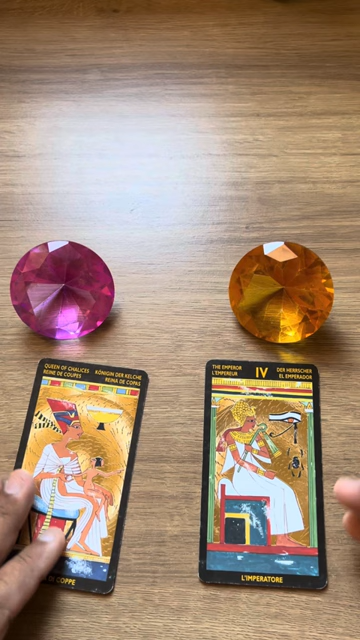 QUEEN OF CHALICES
REINE DE COUPES
KÖNIGIN DER KELCHE
REINA DE COPAS
COPPE
THE EMPEROR
L'EMPEREUR
IV
DER HERRSCHER
EL EMPERADOR
L'IMPERATORE